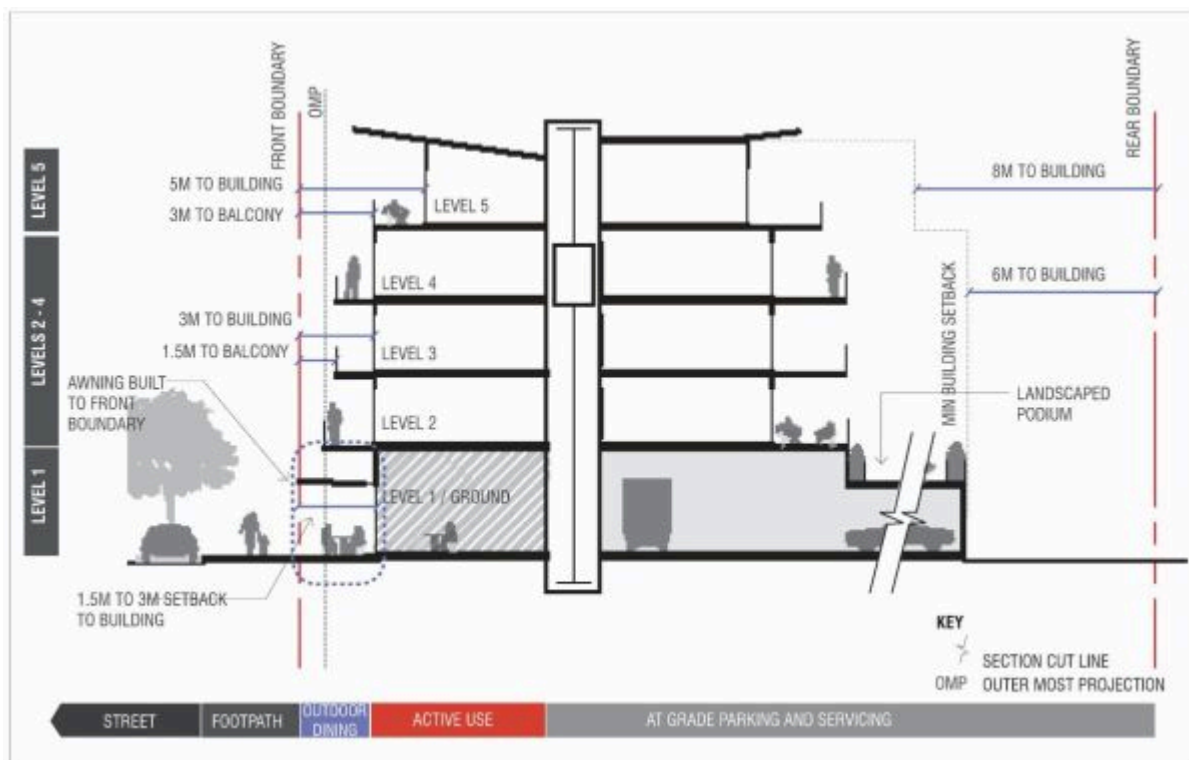 FRONT BOUNDARY
OMP
REAR BOUNDARY
LEVEL 5
5M TO BUILDING
8M TO BUILDING
3M TO BALCONY
LEVEL 5
LEVELS 2 - 4
LEVEL 4
6M TO BUILDING
3M TO BUILDING
1.5M TO BALCONY
LEVEL 3
MIN BUILDING SETBACK
AWNING BUILT
TO FRONT
BOUNDARY
LANDSCAPED
PODIUM
LEVEL 2
LEVEL 1
LEVEL 1 / GROUND
1.5M TO 3M SETBACK
TO BUILDING
KEY
SECTION CUT LINE
OMP OUTER MOST PROJECTION
STREET
FOOTPATH
OUTDOOR
DINING
ACTIVE USE
AT GRADE PARKING AND SERVICING